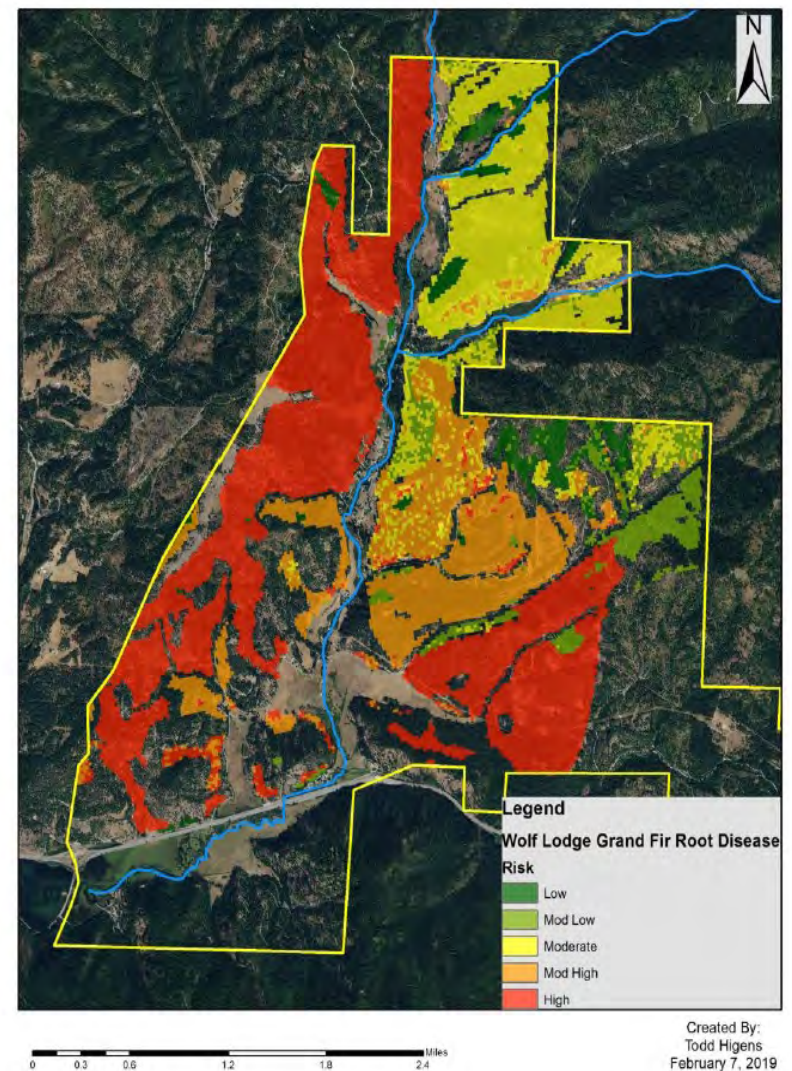 N
Legend
Wolf Lodge Grand Fir Root Disease
Risk
Low
Mod Low
Moderate
Mod High
High
0 0.3 0.6 1.2 1.8 2.4 Miles
Created By:
Todd Higens
February 7, 2019